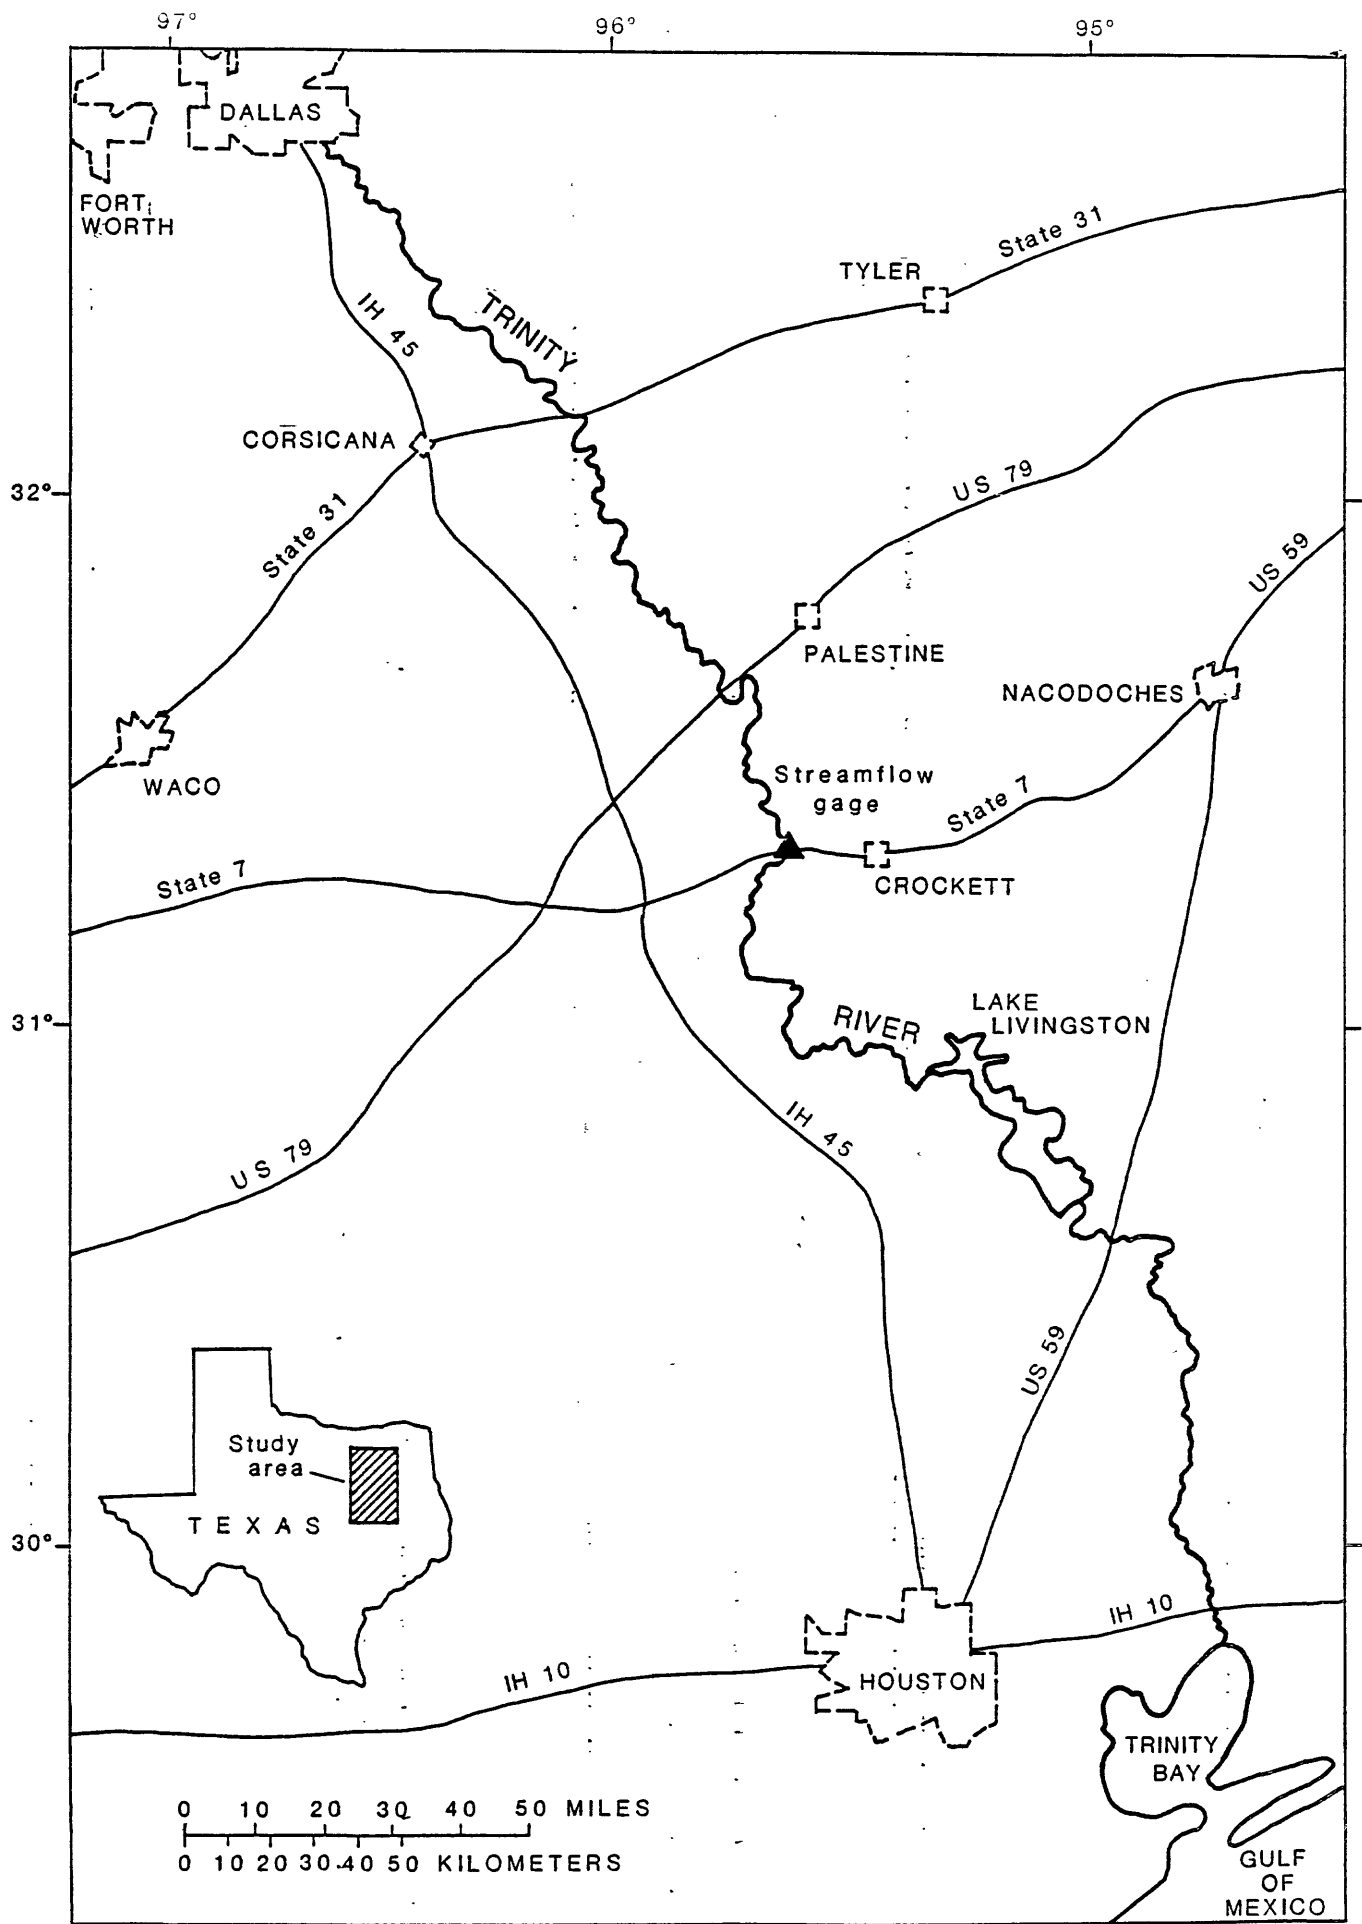 97°
96°
95°
DALLAS
FORT
WORTH
State 31
TYLER
TRINITY
IH 45
CORSICANA
US 79
32°
State 31
US 59
PALESTINE
NACODOCHES
WACO
Streamflow
gage
State 7
State 7
CROCKETT
LAKE
LIVINGSTON
RIVER
31°
IH 45
US 79
US 59
Study
area
TEXAS
30°
IH 10
IH 10
HOUSTON
TRINITY
BAY
0 10 20 30 40 50 MILES
0 10 20 30 40 50 KILOMETERS
GULF
OF
MEXICO